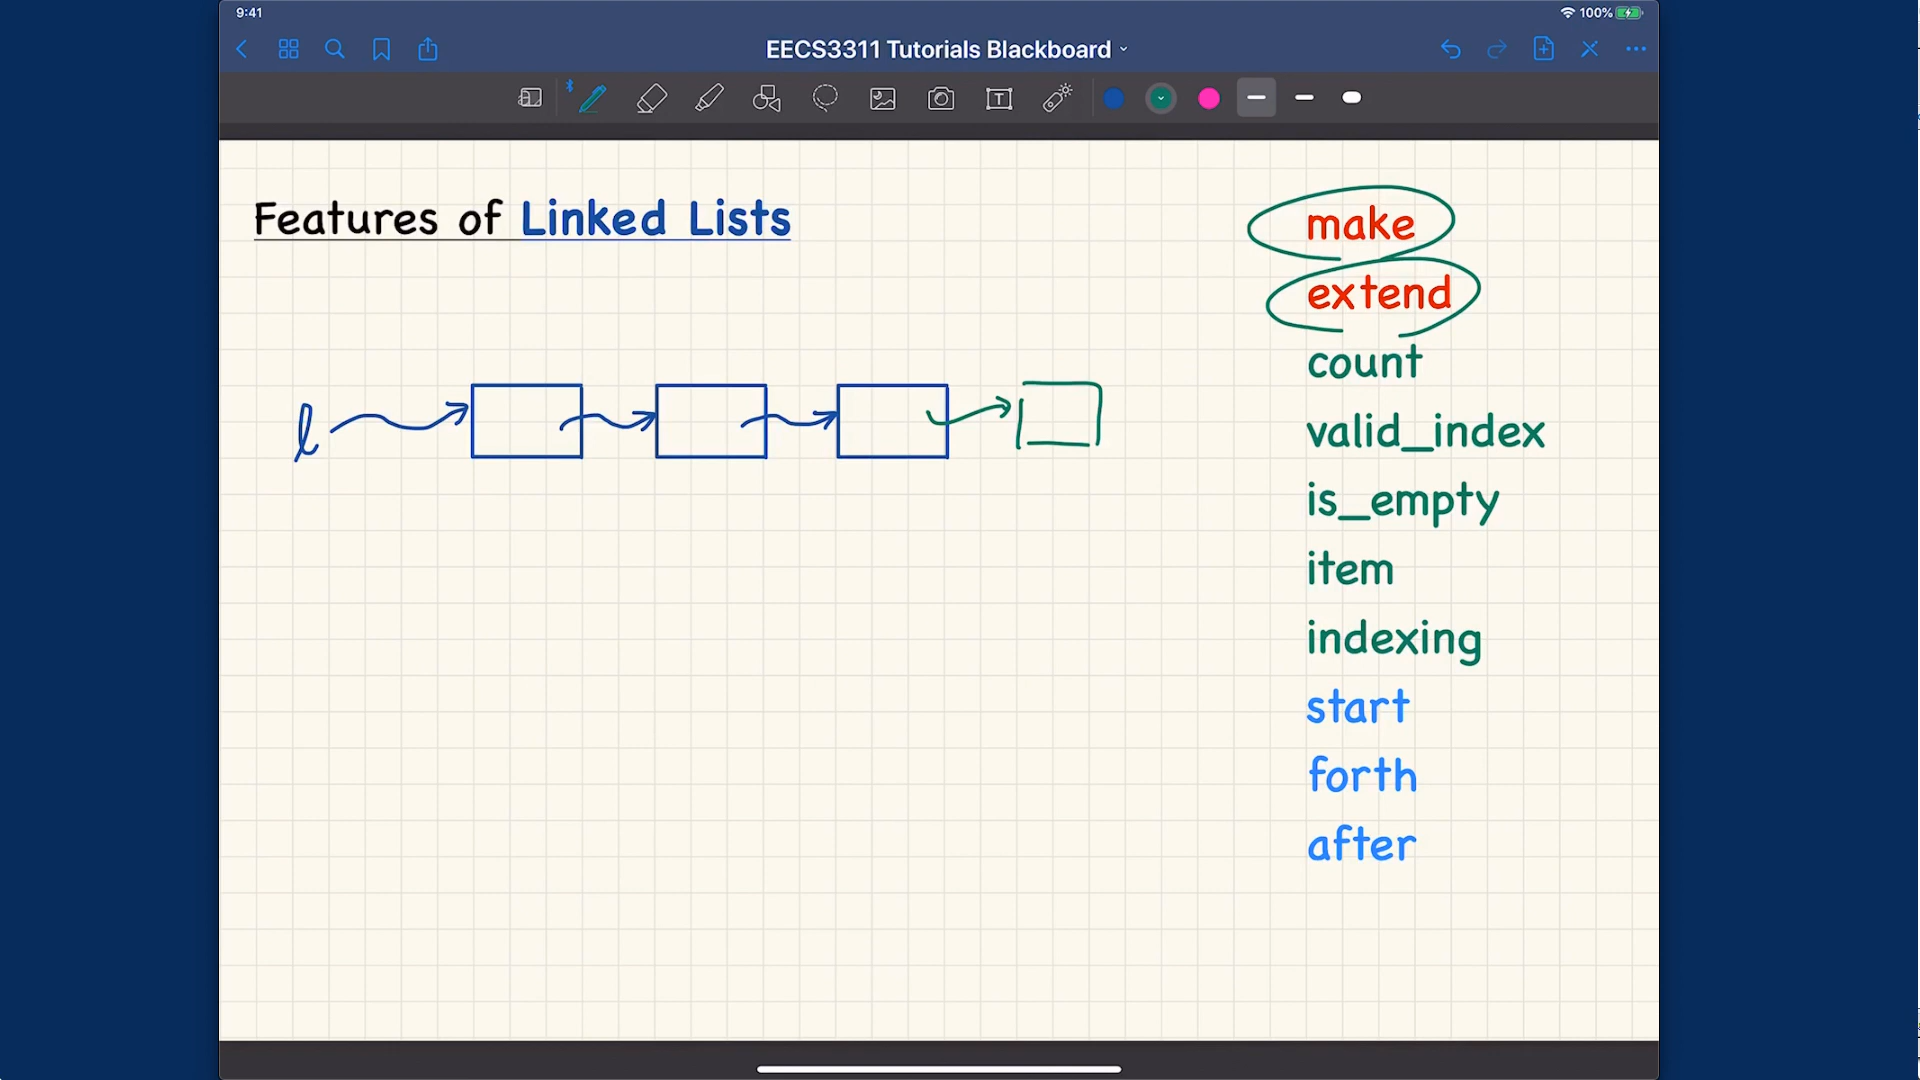 9:41
100%
EECS3311 Tutorials Blackboard
T
Features of Linked Lists
make
extend
count
valid_index
is_empty
item
indexing
start
forth
after
l